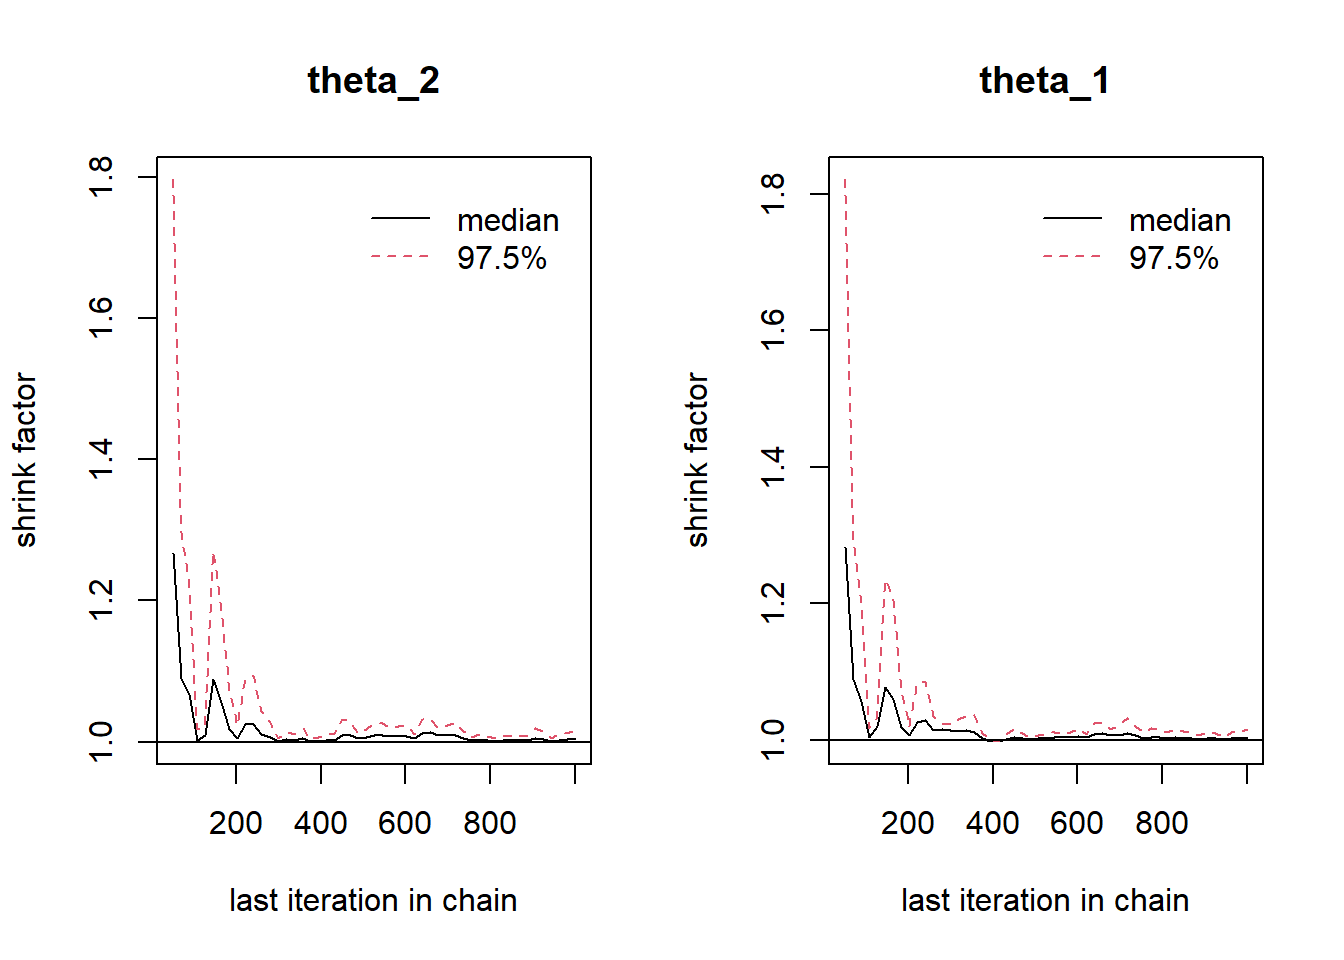 theta_2
shrink factor
1.8
1.6
1.4
1.2
1.0
median
97.5%
200 400 600 800
last iteration in chain
theta_1
shrink factor
1.8
1.6
1.4
1.2
1.0
median
97.5%
200 400 600 800
last iteration in chain